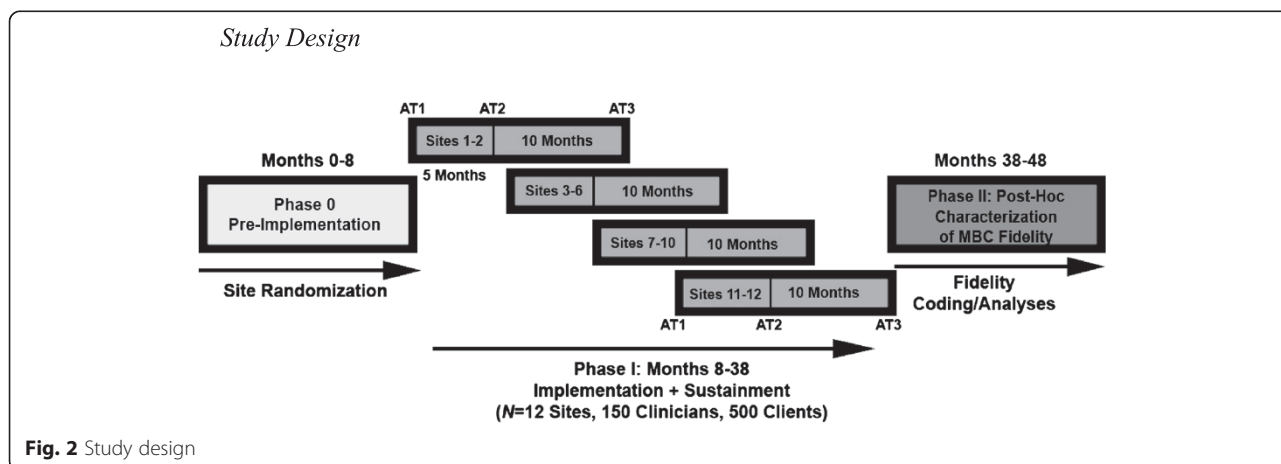 Study Design
AT1 AT2 AT3
Sites 1-2 10 Months
Months 0-8
5 Months
Months 38-48
Phase 0
Pre-Implementation
Sites 3-6 10 Months
Phase II: Post-Hoc
Characterization
of MBC Fidelity
Sites 7-10 10 Months
Site Randomization
Sites 11-12 10 Months
Fidelity
Coding/Analyses
AT1 AT2 AT3
Phase I: Months 8-38
Implementation + Sustainment
(N=12 Sites, 150 Clinicians, 500 Clients)
Fig. 2 Study design